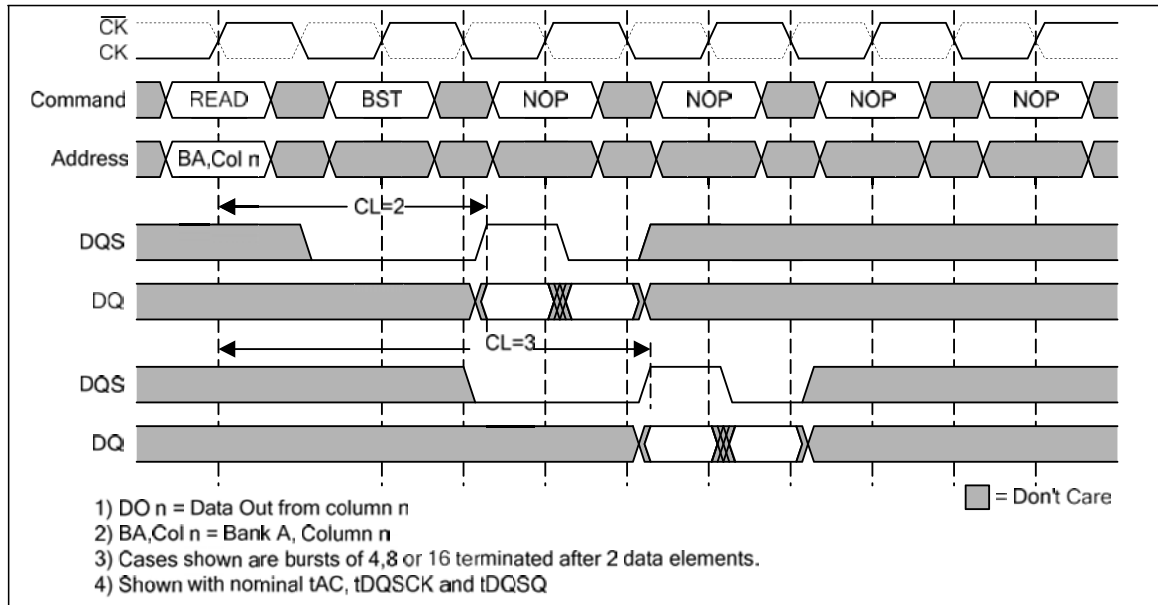 CK
CK
Command READ BST NOP NOP NOP NOP
Address BA,Col n
CL=2
DQS
DQ
CL=3
DQS
DQ
1) DO n = Data Out from column n
2) BA,Col n = Bank A, Column n
3) Cases shown are bursts of 4,8 or 16 terminated after 2 data elements.
4) Shown with nominal tAC, tDQSCK and tDQSQ
= Don't Care